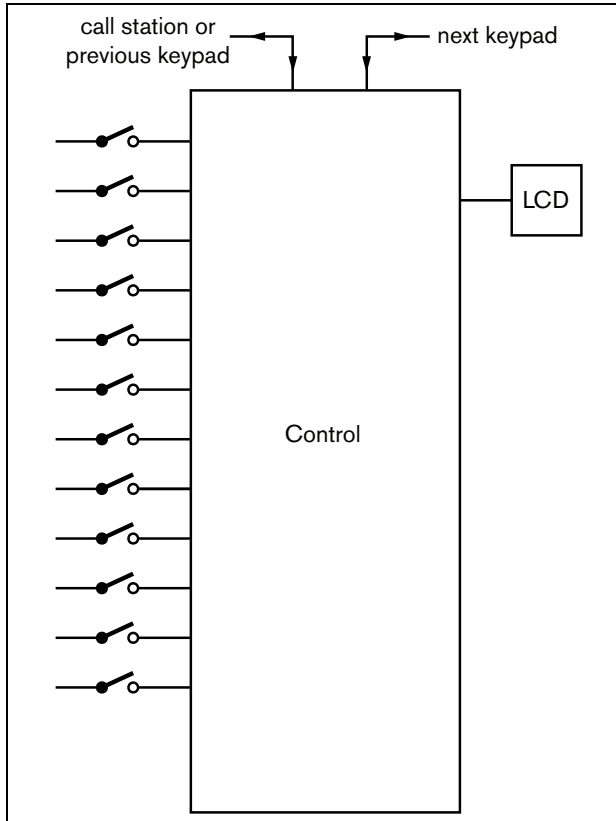 call station or
previous keypad
next keypad
LCD
Control